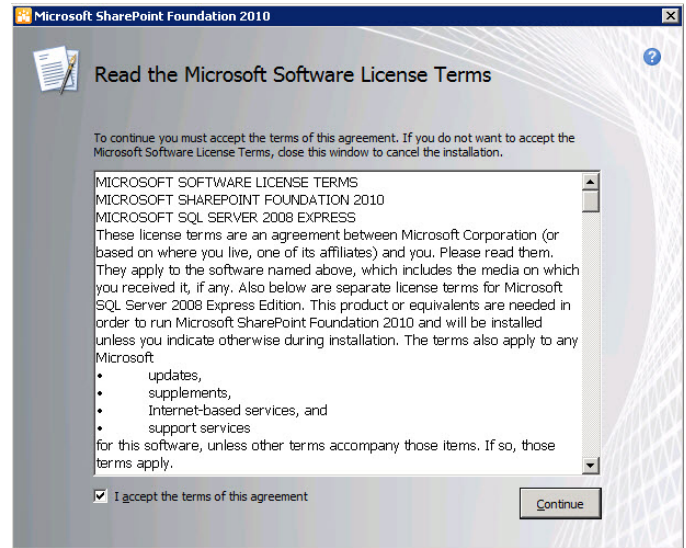 Microsoft SharePoint Foundation 2010
Read the Microsoft Software License Terms
To continue you must accept the terms of this agreement. If you do not want to accept the
Microsoft Software License Terms, close this window to cancel the installation.
MICROSOFT SOFTWARE LICENSE TERMS
MICROSOFT SHAREPOINT FOUNDATION 2010
MICROSOFT SQL SERVER 2008 EXPRESS
These license terms are an agreement between Microsoft Corporation (or
based on where you live, one of its affiliates) and you. Please read them.
They apply to the software named above, which includes the media on which
you received it, if any. Also below are separate license terms for Microsoft
SQL Server 2008 Express Edition. This product or equivalents are needed in
order to run Microsoft SharePoint Foundation 2010 and will be installed
unless you indicate otherwise during installation. The terms also apply to any
Microsoft
• updates,
• supplements,
• Internet-based services, and
• support services
for this software, unless other terms accompany those items. If so, those
terms apply.
I accept the terms of this agreement
Continue